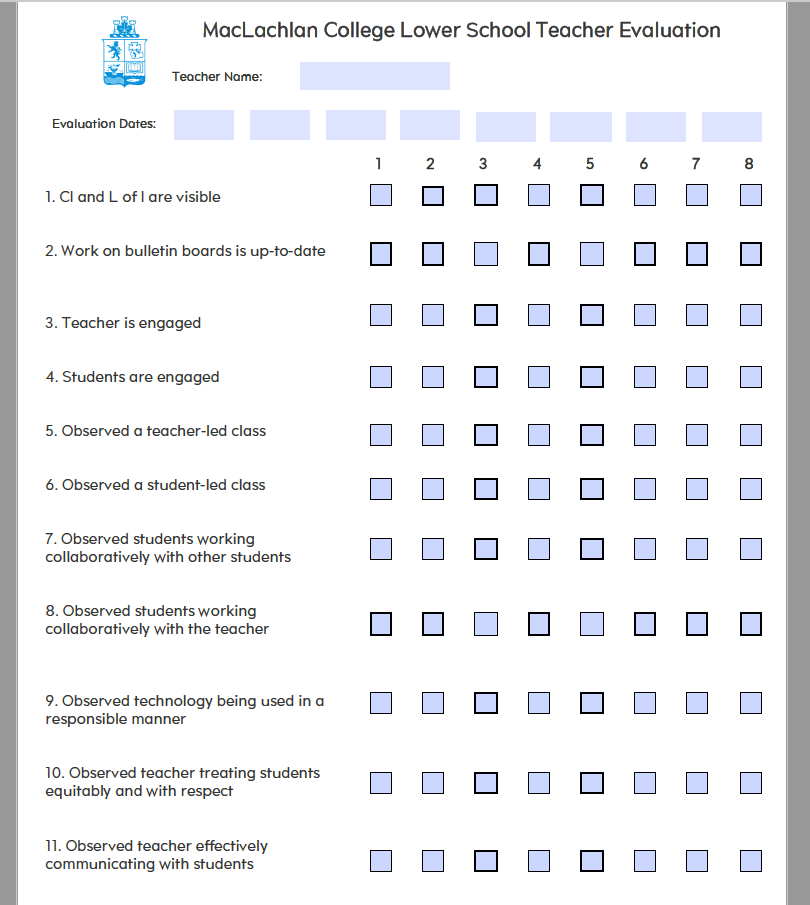 MacLachlan College Lower School Teacher Evaluation
Teacher Name:
Evaluation Dates:
1 2 3 4 5 6 7 8
1. CI and L of I are visible
2. Work on bulletin boards is up-to-date
3. Teacher is engaged
4. Students are engaged
5. Observed a teacher-led class
6. Observed a student-led class
7. Observed students working
collaboratively with other students
8. Observed students working
collaboratively with the teacher
9. Observed technology being used in a
responsible manner
10. Observed teacher treating students
equitably and with respect
11. Observed teacher effectively
communicating with students